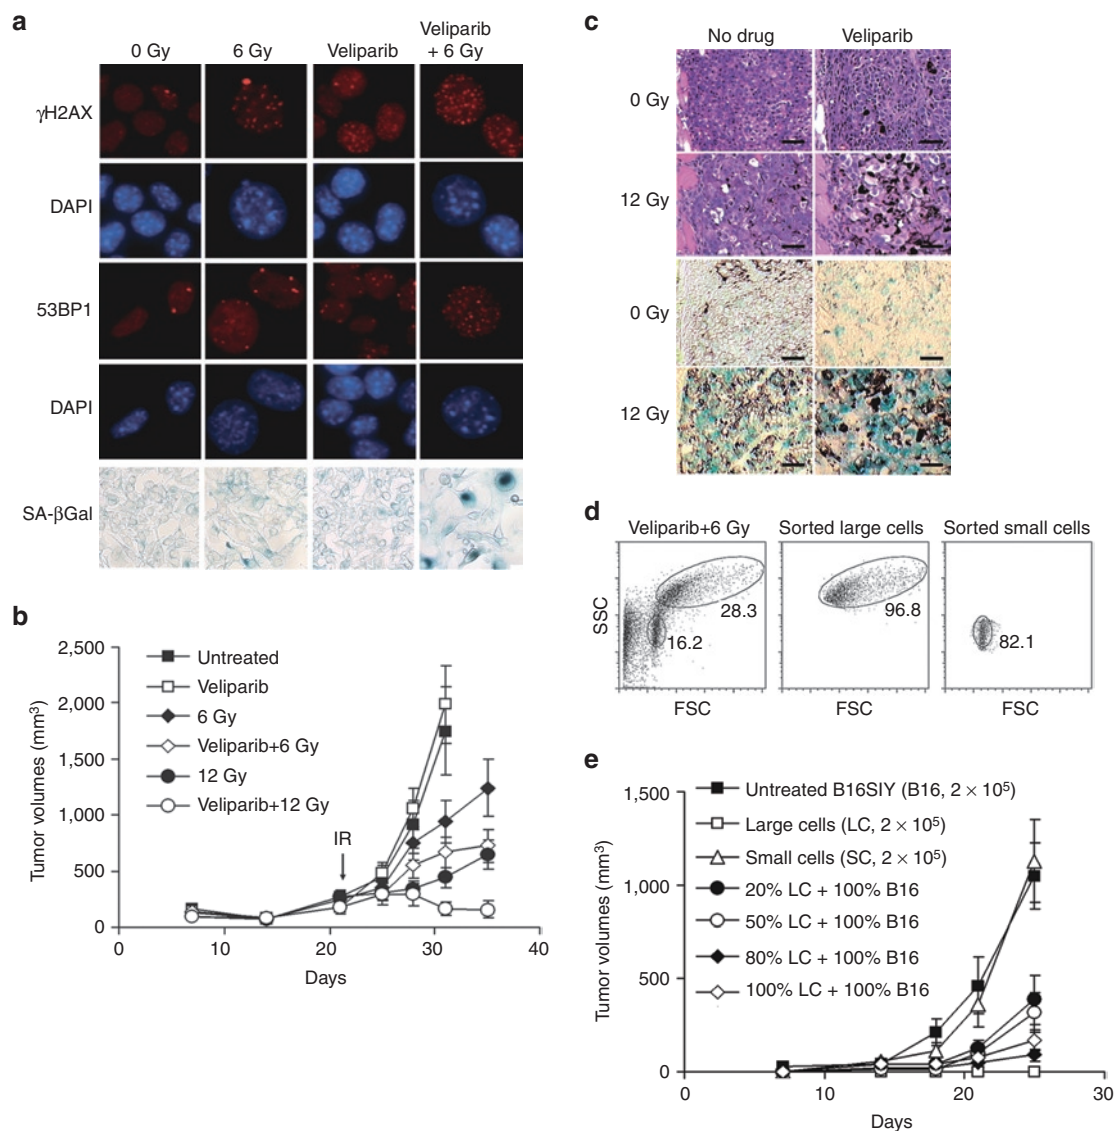 a
0 Gy 6 Gy Veliparib Veliparib + 6 Gy
γH2AX
DAPI
53BP1
DAPI
SA-βGal
b
2,500
2,000
1,500
1,000
500
0
Tumor volumes (mm³)
Untreated
Veliparib
6 Gy
Veliparib+6 Gy
12 Gy
Veliparib+12 Gy
IR
0 10 20 30 40
Days
c
No drug Veliparib
0 Gy
12 Gy
0 Gy
12 Gy
d
Veliparib+6 Gy Sorted large cells Sorted small cells
SSC
28.3
16.2
96.8
82.1
FSC FSC FSC
e
1,500
1,000
500
0
Tumor volumes (mm³)
Untreated B16SIY (B16, 2 × 10⁵)
Large cells (LC, 2 × 10⁵)
Small cells (SC, 2 × 10⁵)
20% LC + 100% B16
50% LC + 100% B16
80% LC + 100% B16
100% LC + 100% B16
0 10 20 30
Days